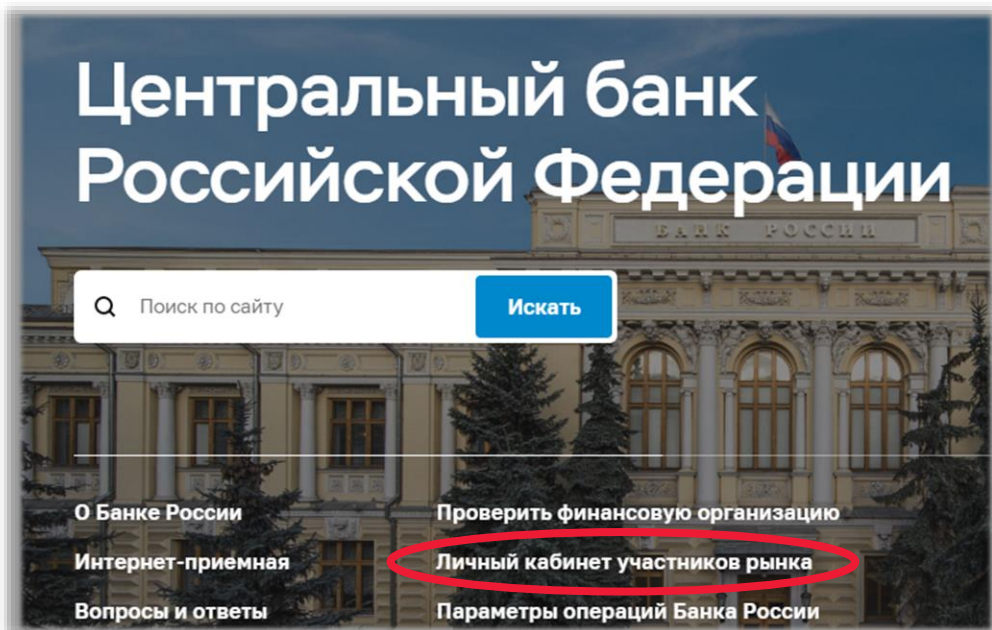 Центральный банк
Российской Федерации
БАНК РОССИИ
Поиск по сайту
Искать
О Банке России
Проверить финансовую организацию
Интернет-приемная
Личный кабинет участников рынка
Вопросы и ответы
Параметры операций Банка России